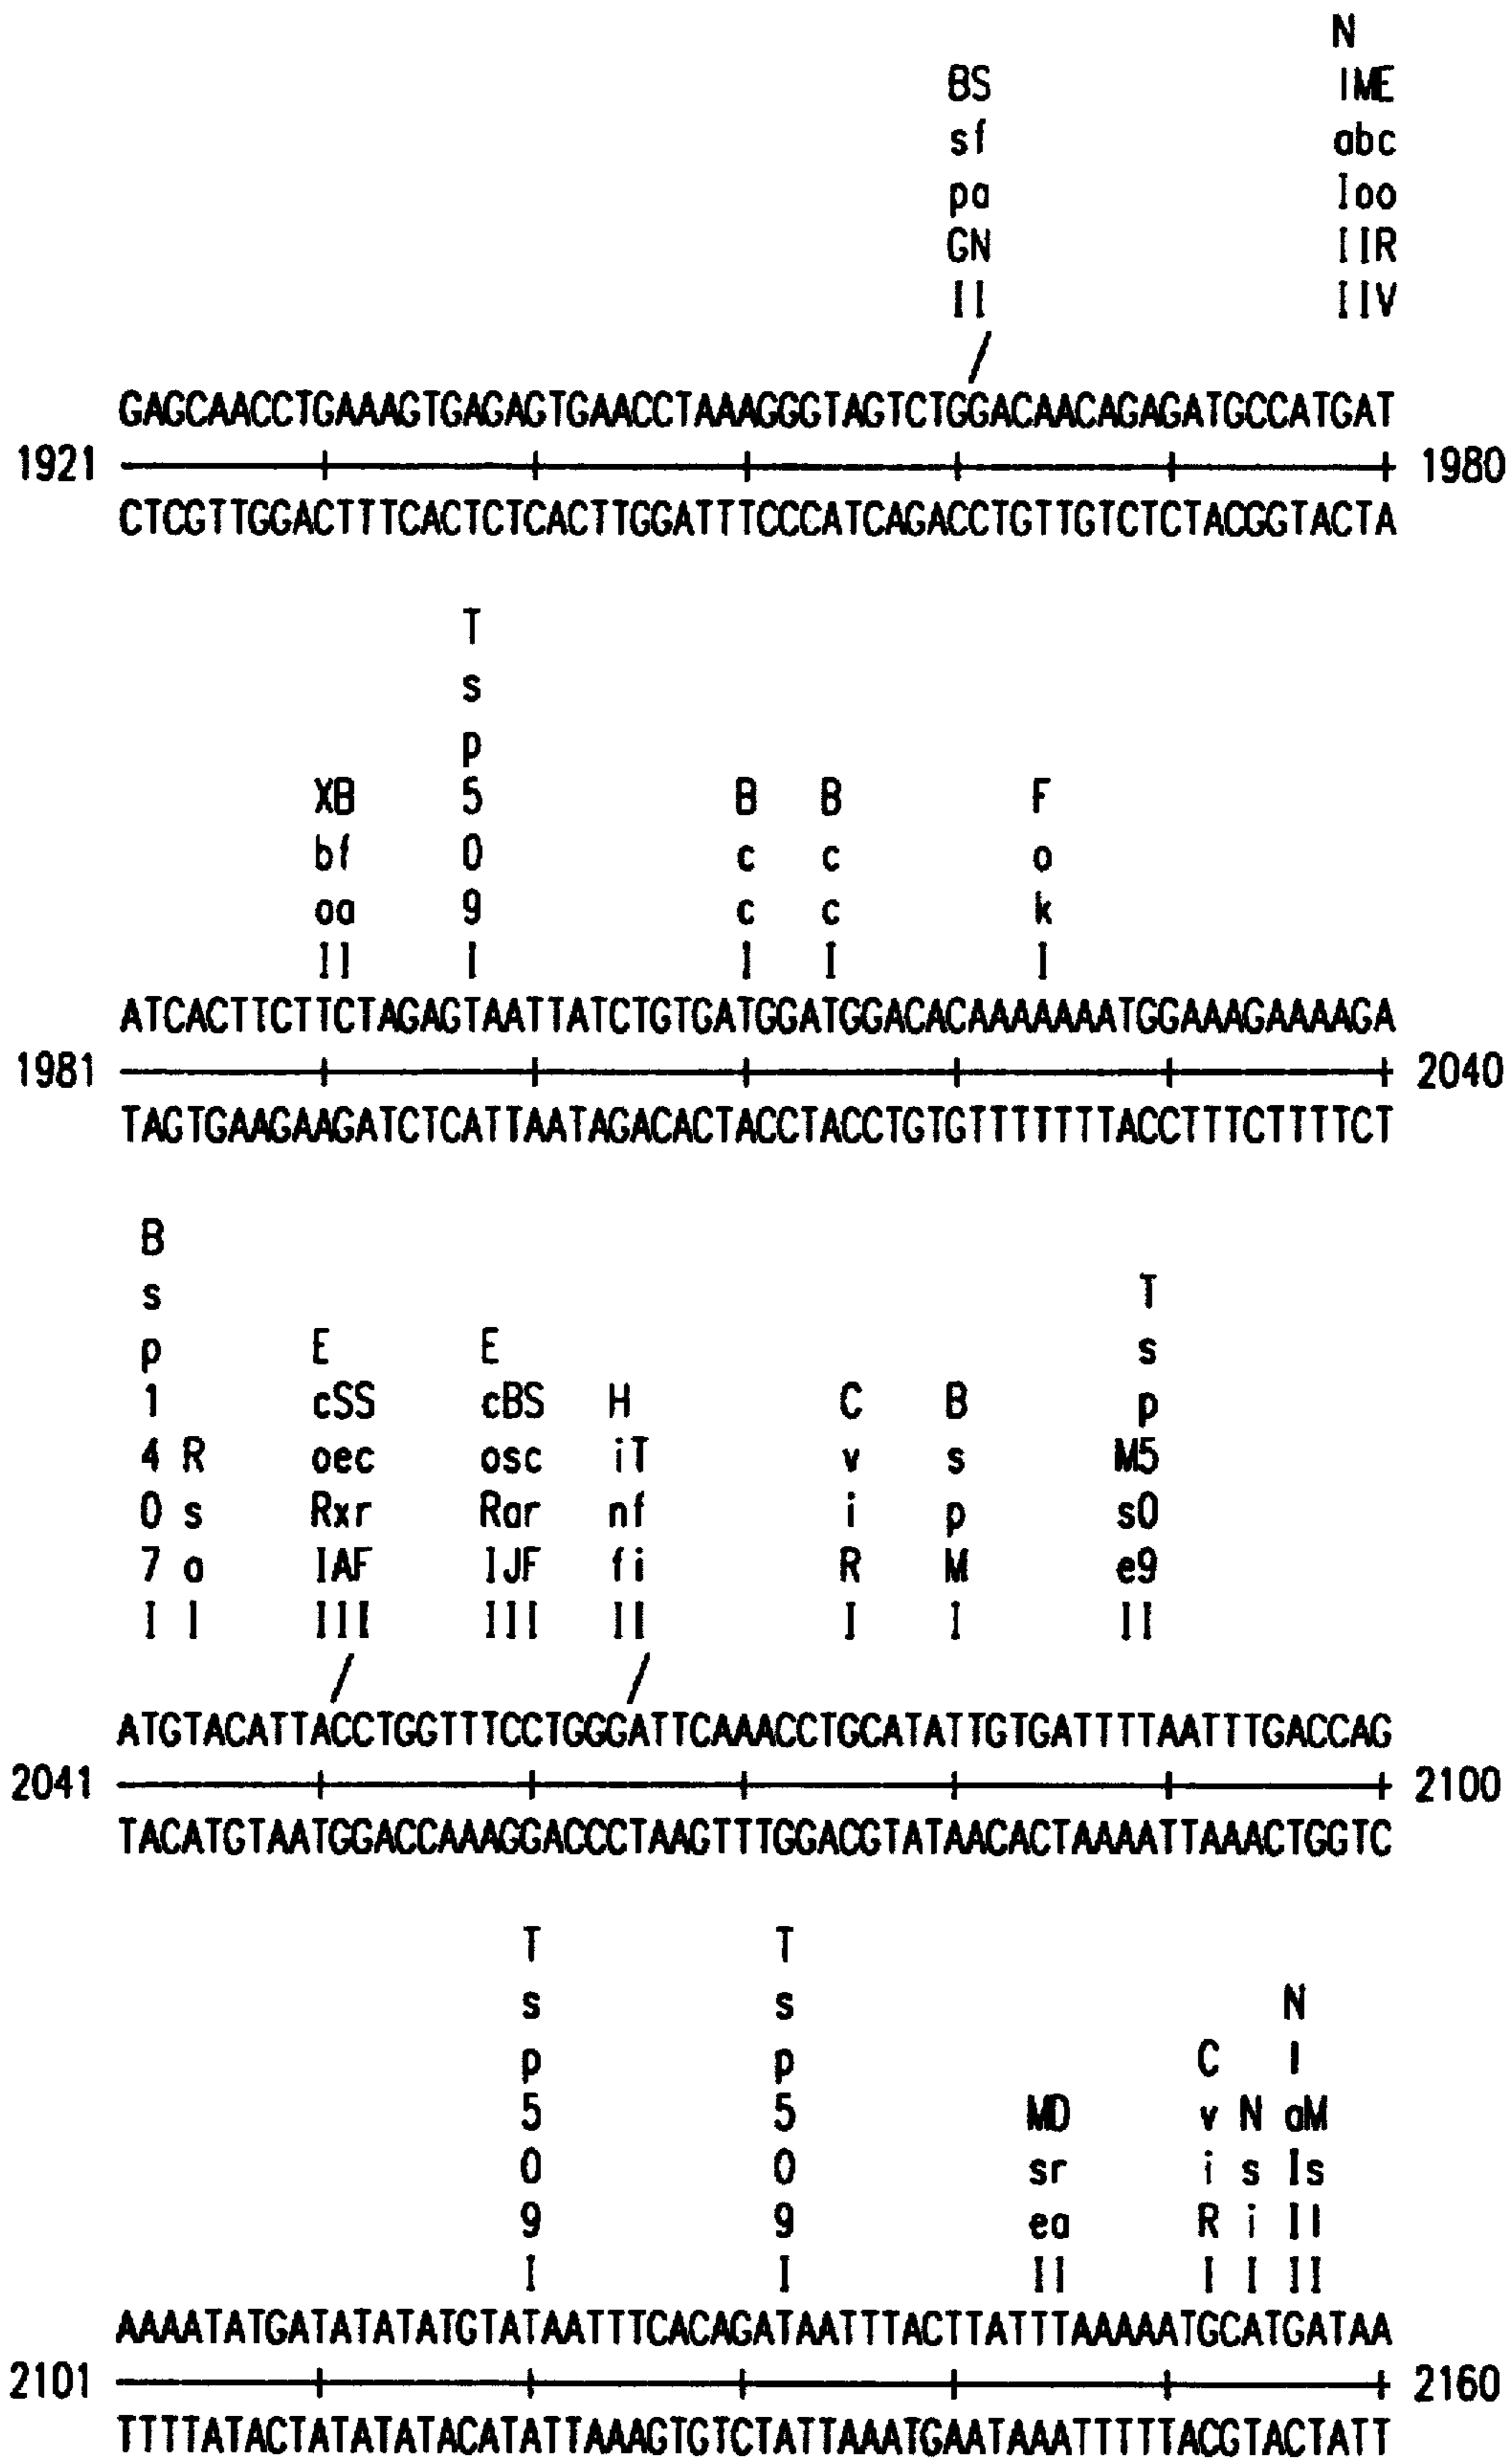 N
BS IME
sf abc
pa Ioo
GN IIR
II IIV
GAGCAACCTGAAAGTGAGAGTGAACCTAAAGGGTAGTCTGGACAACAGAGATGCCATGAT
1921 1980
CTCGTTGGACTTTCACTCTCACTTGGATTTCCCATCAGACCTGTTGTCTCTACGGTACTA
T
s
p
XB 5 B B F
bf 0 c c o
oa 9 c c k
II I I I I
ATCACTTCTTCTAGAGTAATTATCTGTGATGGATGGACACAAAAAAATGGAAAGAAAAGA
1981 2040
TAGTGAAGAAGATCTCATTAATAGACACTACCTACCTGTGTTTTTTTACCTTTCTTTTCT
B
s T
p E E s
1 cSS cBS H C B p
4 R oec osc iT v s M5
0 s Rxr Rar nf i p s0
7 a IAF IJF fi R M e9
I I III III II I I II
ATGTACATTACCTGGTTTCCTGGGATTCAAACCTGCATATTGTGATTTTAATTTGACCAG
2041 2100
TACATGTAATGGACCAAAGGACCCTAAGTTTGGACGTATAACACTAAAATTAAACTGGTC
T T
s s N
p p C I
5 5 MD v N aM
0 0 sr i s Is
9 9 ea R i II
I I II I I II
AAAATATGATATATATGTATAATTTCACAGATAATTTACTTATTTAAAAATGCATGATAA
2101 2160
TTTTATACTATATATACATATTAAAGTGTCTATTAAATGAATAAATTTTTACGTACTATT